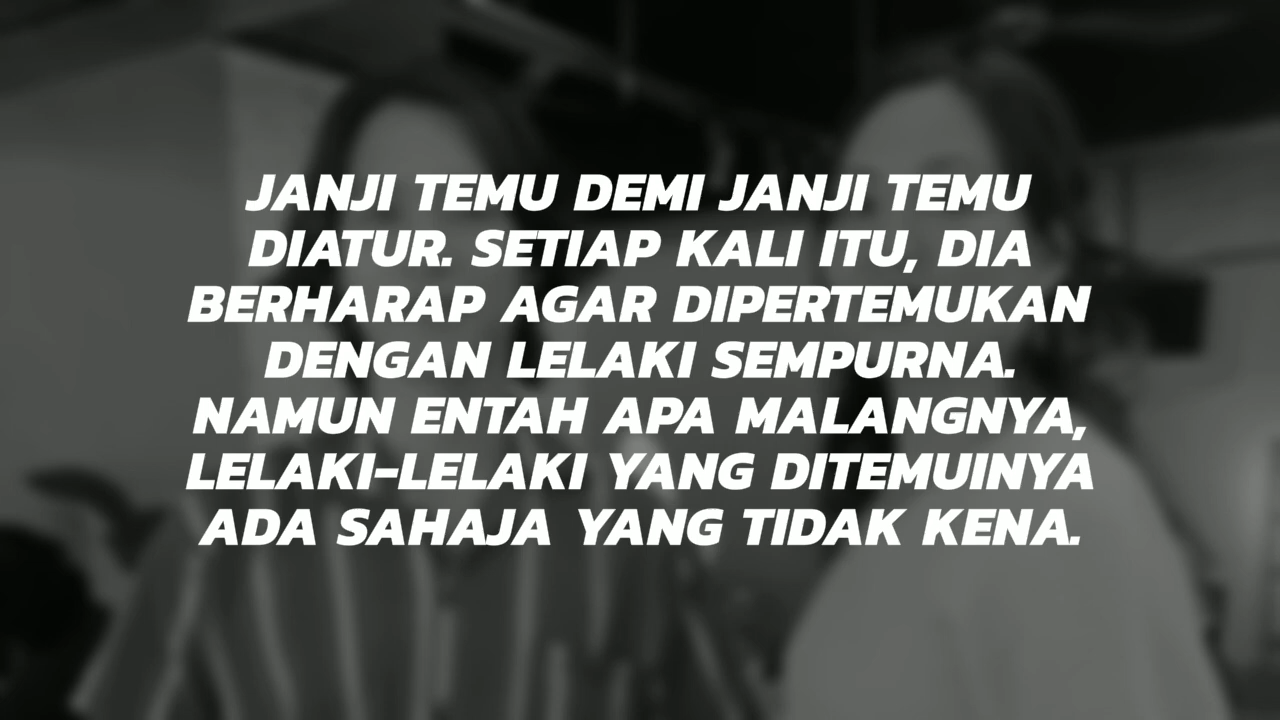 JANJI TEMU DEMI JANJI TEMU
DIATUR. SETIAP KALI ITU, DIA
BERHARAP AGAR DIPERTEMUKAN
DENGAN LELAKI SEMPURNA.
NAMUN ENTAH APA MALANGNYA,
LELAKI-LELAKI YANG DITEMUINYA
ADA SAHAJA YANG TIDAK KENA.